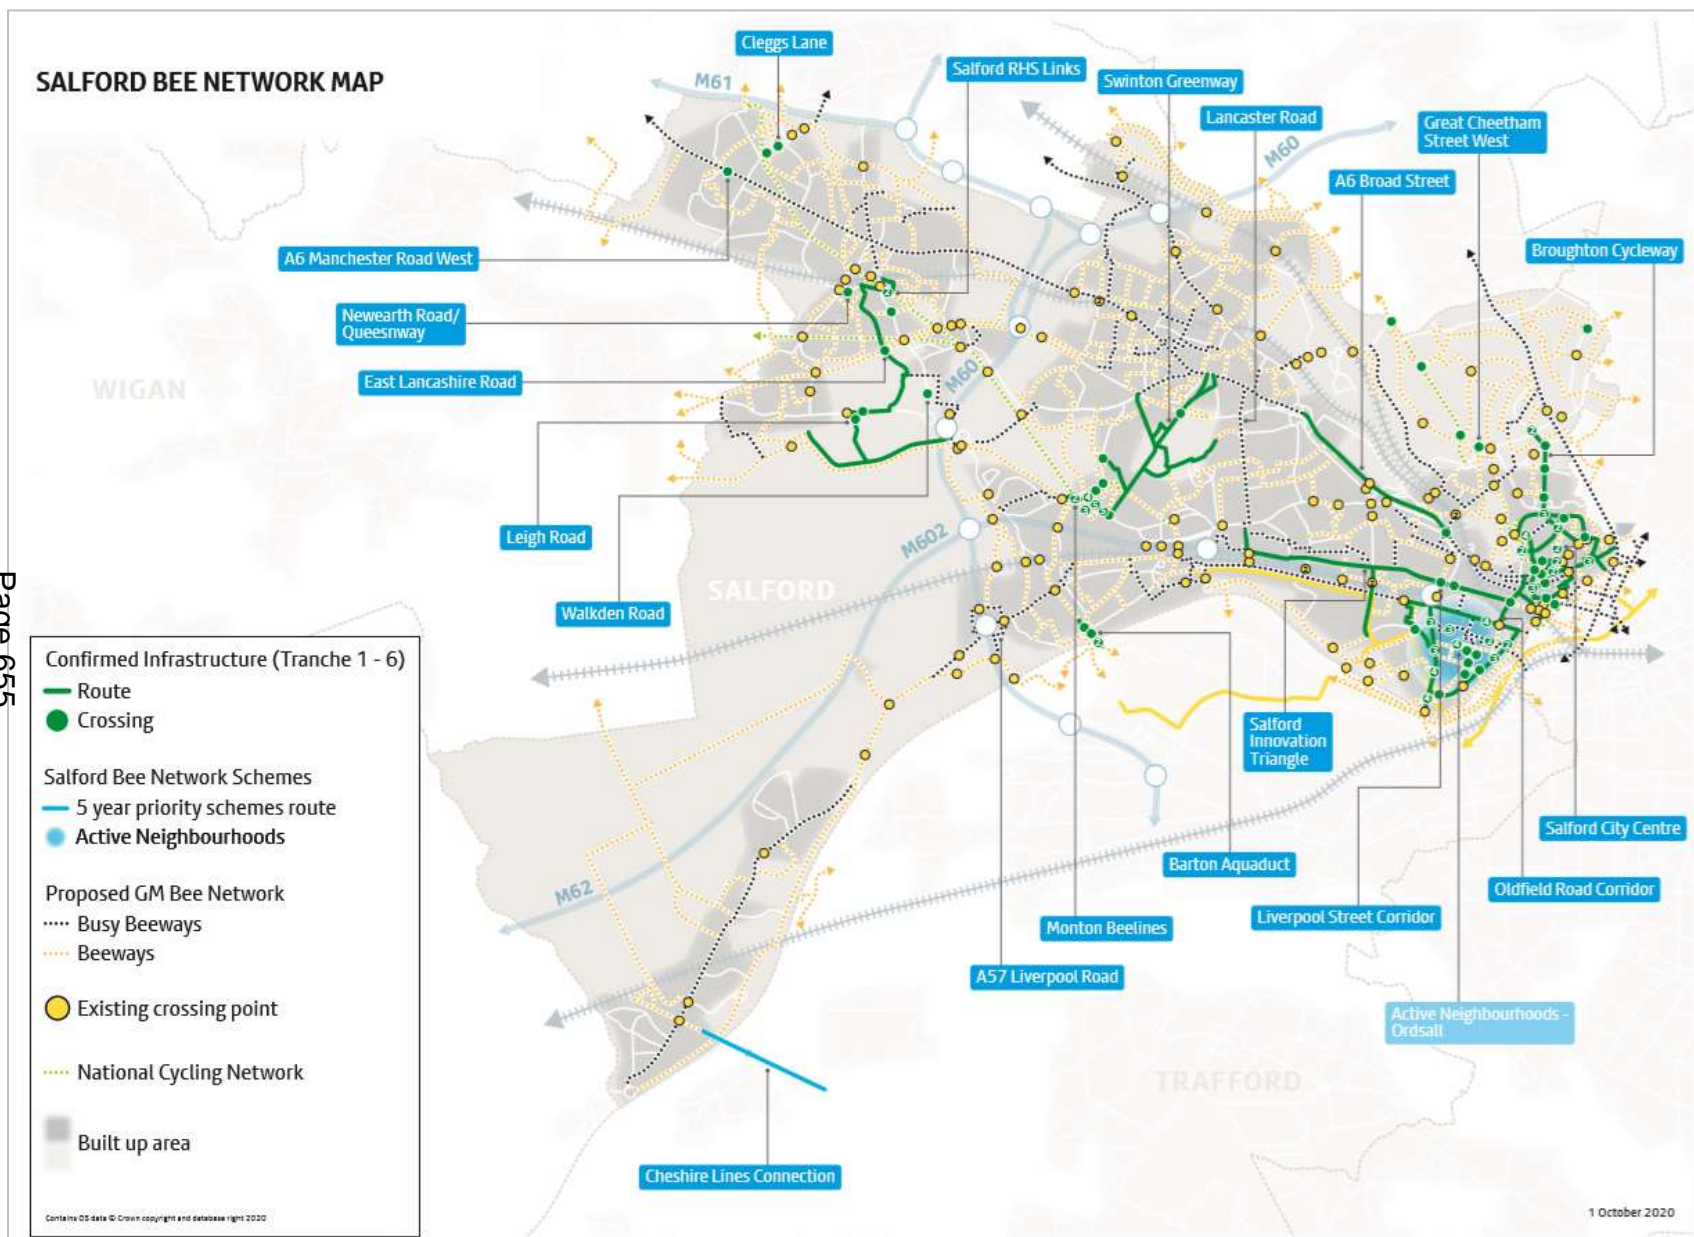 SALFORD BEE NETWORK MAP
Cleggs Lane
Salford RHS Links
Swinton Greenway
Lancaster Road
Great Cheetham
Street West
A6 Broad Street
Broughton Cycleway
M61
M60
A6 Manchester Road West
Newearth Road/
Queesnway
WIGAN
East Lancashire Road
M60
Leigh Road
M602
SALFORD
Walkden Road
Page 655
Confirmed Infrastructure (Tranche 1 - 6)
Route
Crossing
Salford Bee Network Schemes
5 year priority schemes route
Active Neighbourhoods
Proposed GM Bee Network
Busy Beeways
Beeways
Existing crossing point
National Cycling Network
Built up area
Contains OS data © Crown copyright and database right 2020
M62
Salford
Innovation
Triangle
Salford City Centre
Barton Aquaduct
Oldfield Road Corridor
Liverpool Street Corridor
Monton Beelines
A57 Liverpool Road
Active Neighbourhoods -
Ordsall
TRAFFORD
Cheshire Lines Connection
1 October 2020